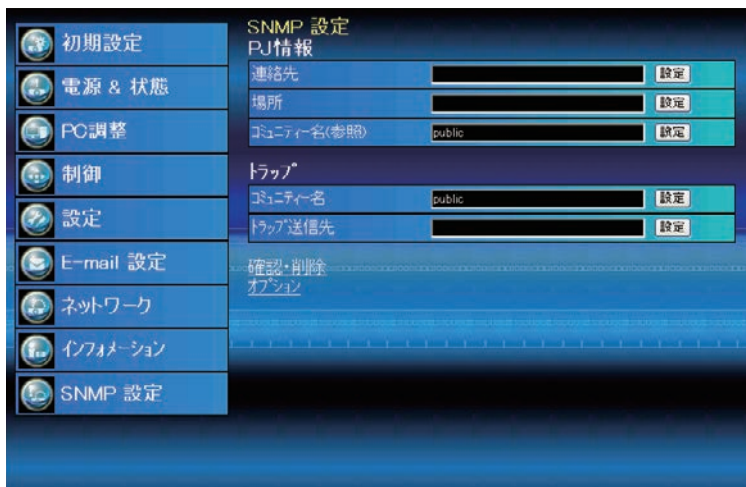 初期設定
電源 & 状態
PC調整
制御
設定
E-mail 設定
ネットワーク
インフォメーション
SNMP 設定
SNMP 設定
PJ情報
連絡先 設定
場所 設定
コミュニティー名(参照) public 設定
トラップ
コミュニティー名 public 設定
トラップ送信先 設定
確認・削除
オプション